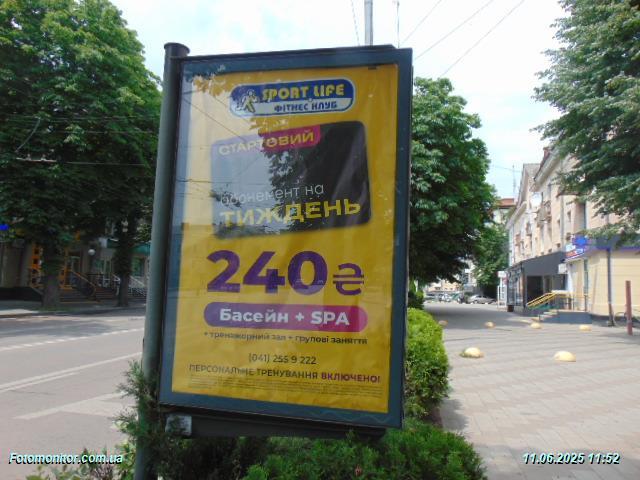 SPORT LIFE
ФІТНЕС КЛУБ
СТАРТОВИЙ
абонемент на
ТИЖДЕНЬ
240₴
Басейн + SPA
+ тренажорний зал + групові заняття
(041) 255 9 222
ПЕРСОНАЛЬНЕ ТРЕНУВАННЯ ВКЛЮЧЕНО!
Fotomonitor.com.ua
11.06.2025 11:52